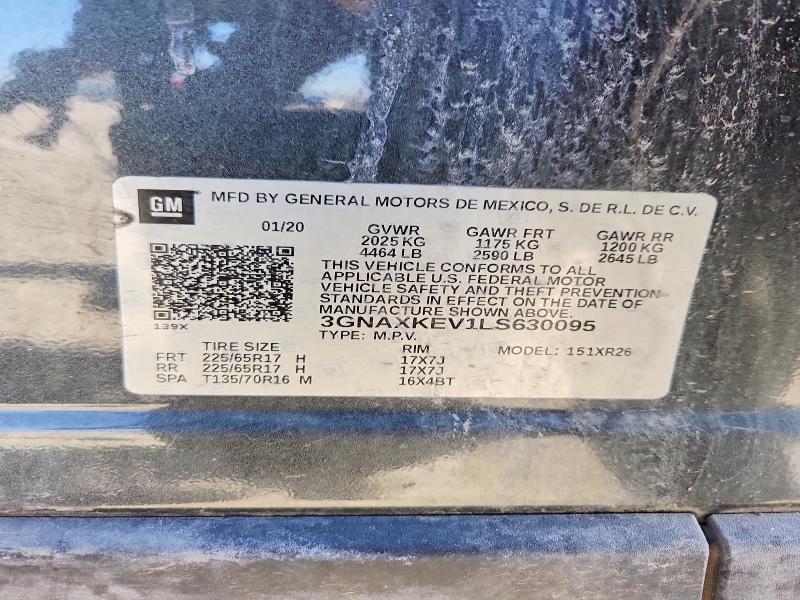 GM
MFD BY GENERAL MOTORS DE MEXICO, S. DE R.L. DE C.V.
01/20 GVWR GAWR FRT GAWR RR
2025 KG 1175 KG 1200 KG
4464 LB 2590 LB 2645 LB
THIS VEHICLE CONFORMS TO ALL
APPLICABLE U.S. FEDERAL MOTOR
VEHICLE SAFETY AND THEFT PREVENTION
STANDARDS IN EFFECT ON THE DATE OF
MANUFACTURE SHOWN ABOVE.
139X 3GNAXKEV1LS630095
TYPE: M.P.V.
TIRE SIZE RIM MODEL: 151XR26
FRT 225/65R17 H 17X7J
RR 225/65R17 H 17X7J
SPA T135/70R16 M 16X4BT